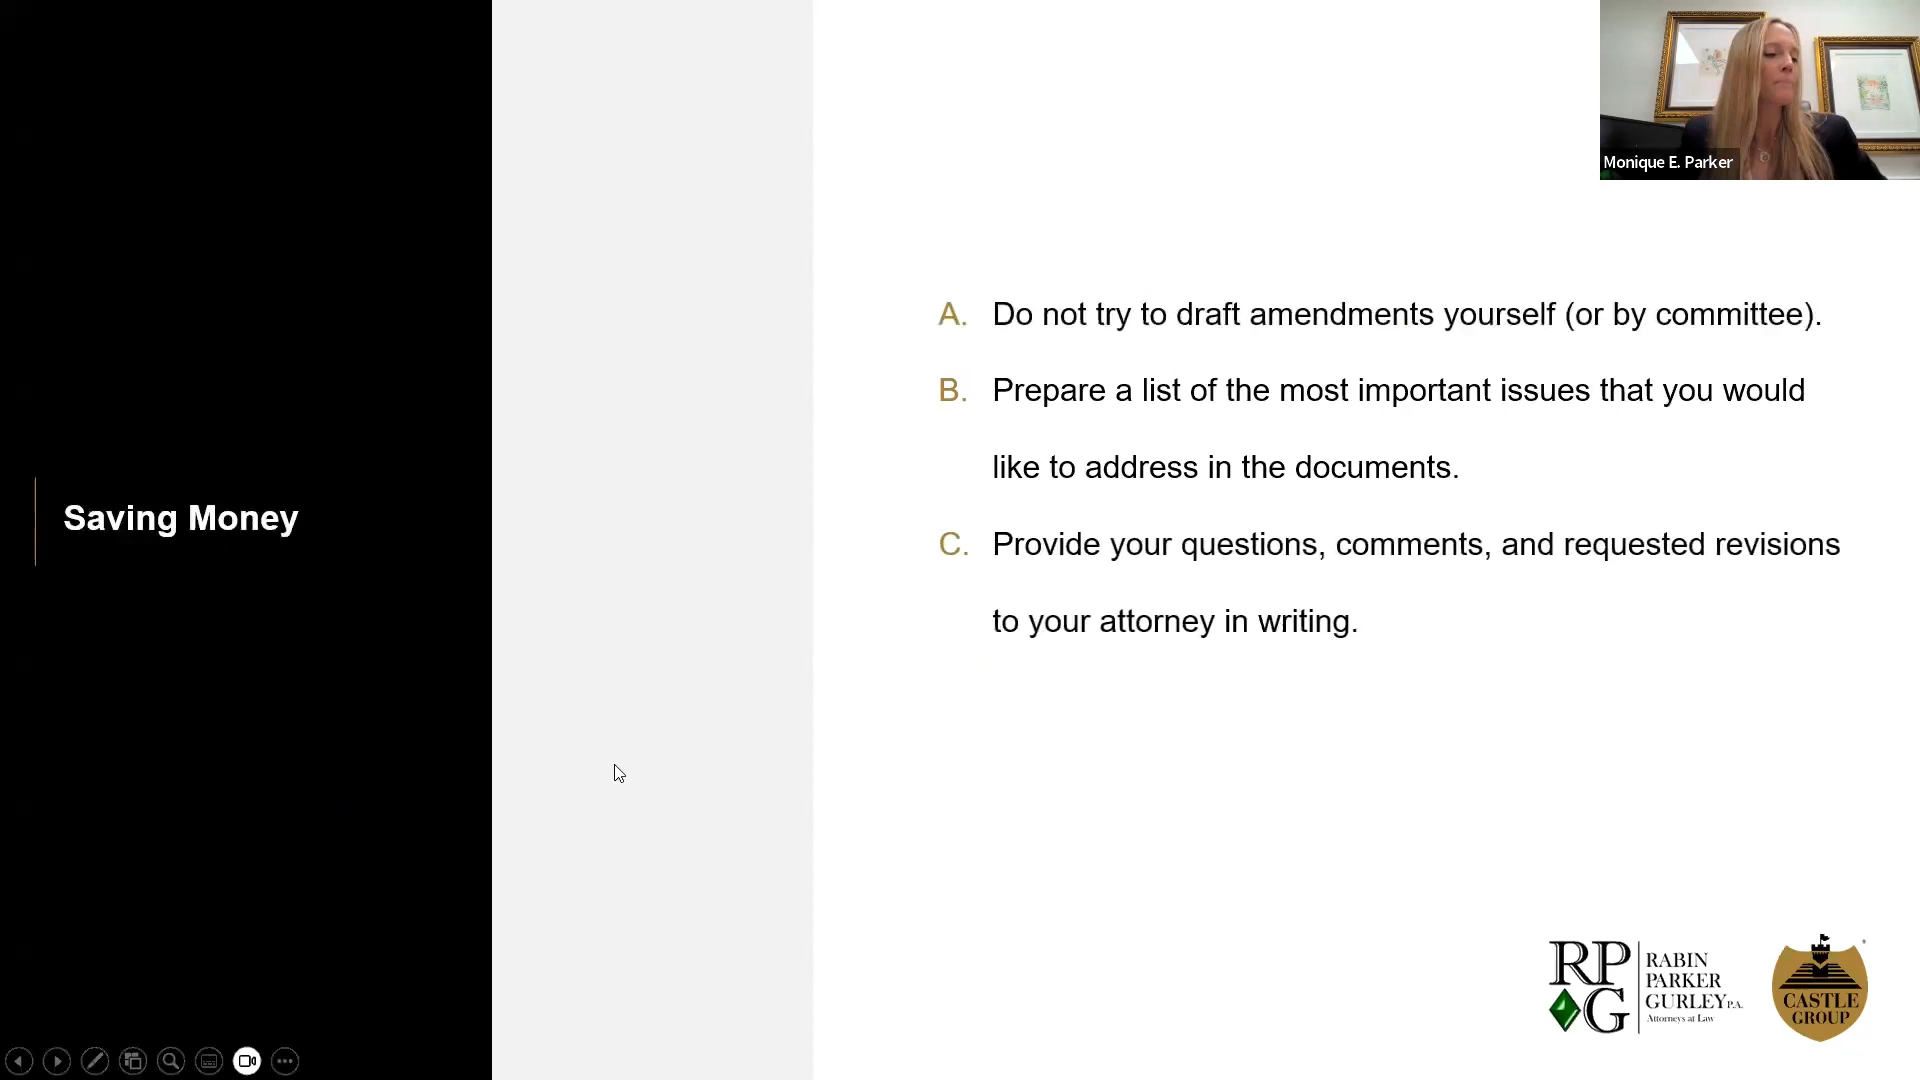 Monique E. Parker
Saving Money
A. Do not try to draft amendments yourself (or by committee).
B. Prepare a list of the most important issues that you would
like to address in the documents.
C. Provide your questions, comments, and requested revisions
to your attorney in writing.
RP
G
RABIN
PARKER
GURLEY P.A.
Attorneys at Law
CASTLE
GROUP